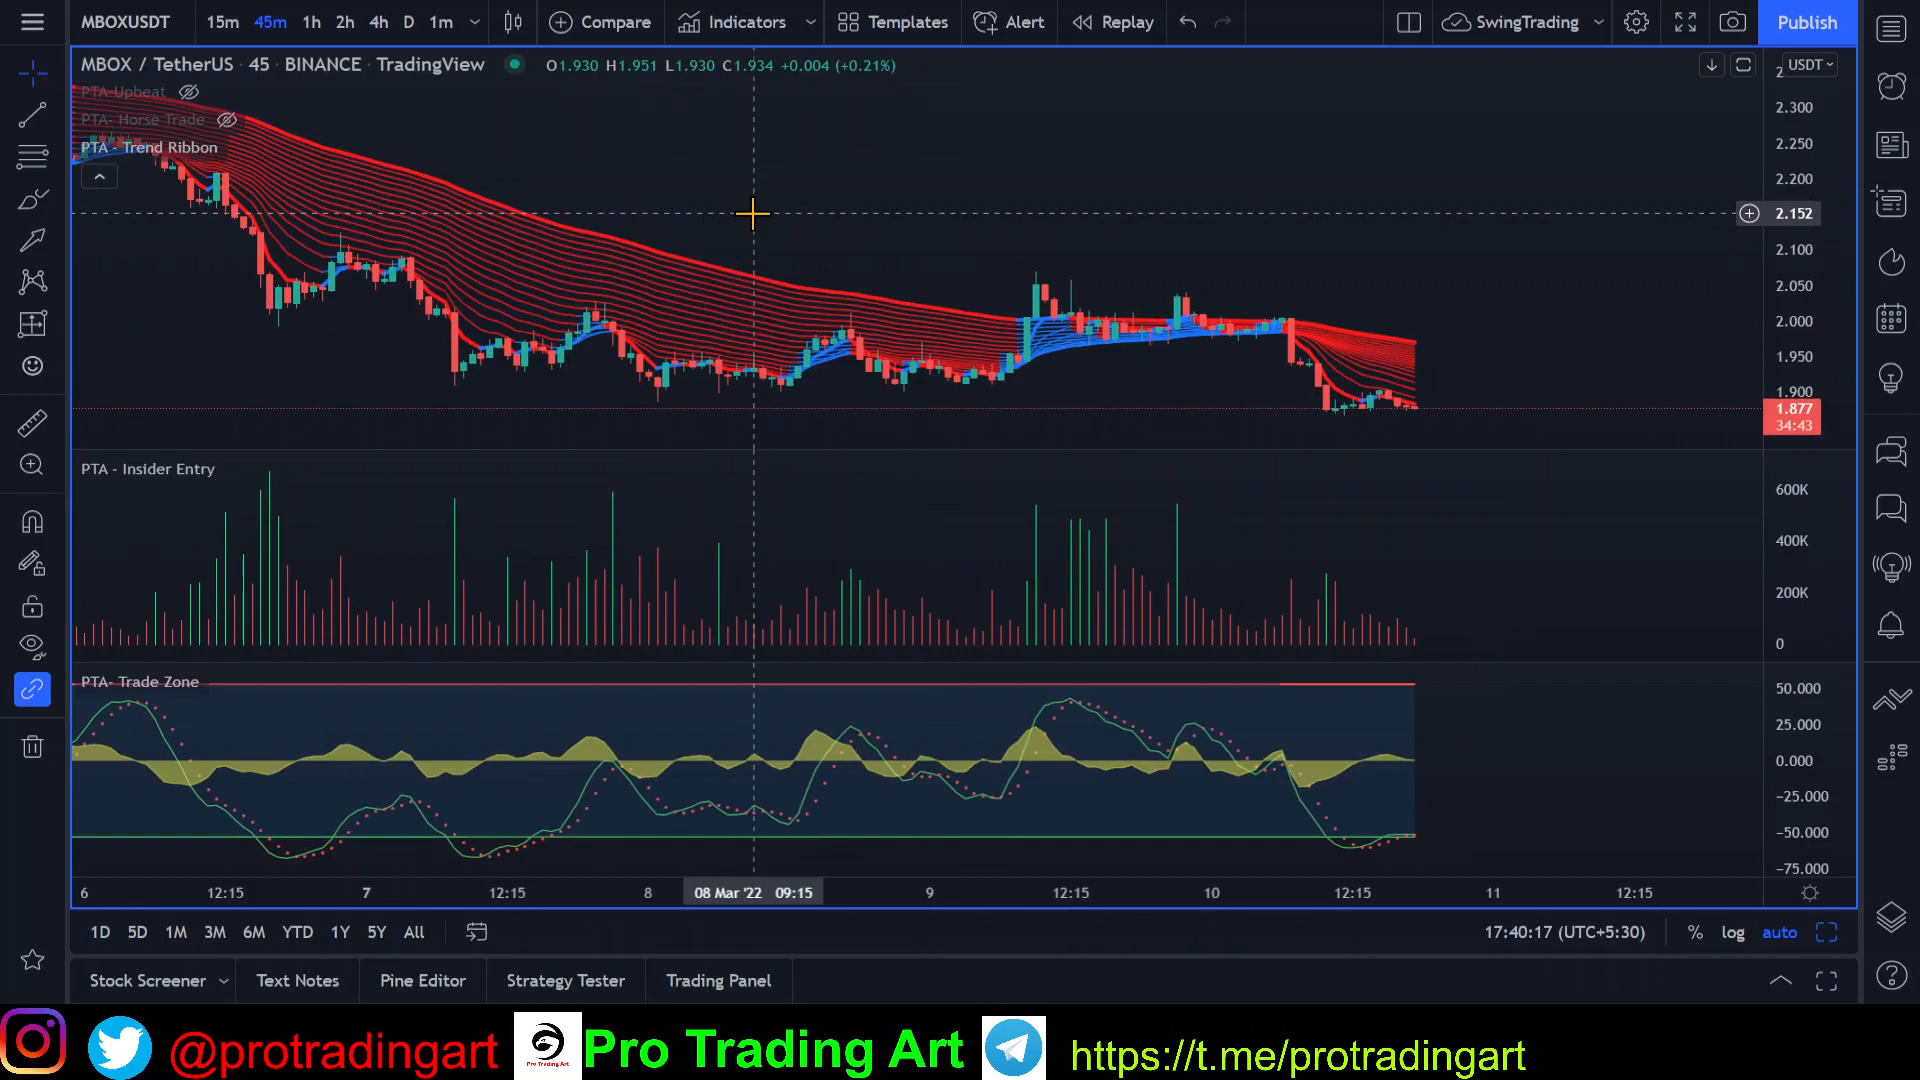 MBOXUSDT 15m 45m 1h 2h 4h D 1m Compare Indicators Templates Alert Replay SwingTrading Publish
MBOX / TetherUS · 45 · BINANCE · TradingView O1.930 H1.951 L1.930 C1.934 +0.004 (+0.21%)
USDT
PTA Upbeat
PTA- Horse Trade
PTA - Trend Ribbon
2.300
2.250
2.200
2.152
2.100
2.050
2.000
1.950
1.900
1.877
34:43
PTA - Insider Entry
600K
400K
200K
0
PTA- Trade Zone
50.000
25.000
0.000
−25.000
−50.000
−75.000
6 12:15 7 12:15 8 08 Mar '22 09:15 9 12:15 10 12:15 11 12:15
1D 5D 1M 3M 6M YTD 1Y 5Y All 17:40:17 (UTC+5:30) % log auto
Stock Screener Text Notes Pine Editor Strategy Tester Trading Panel
@protradingart Pro Trading Art Pro Trading Art https://t.me/protradingart